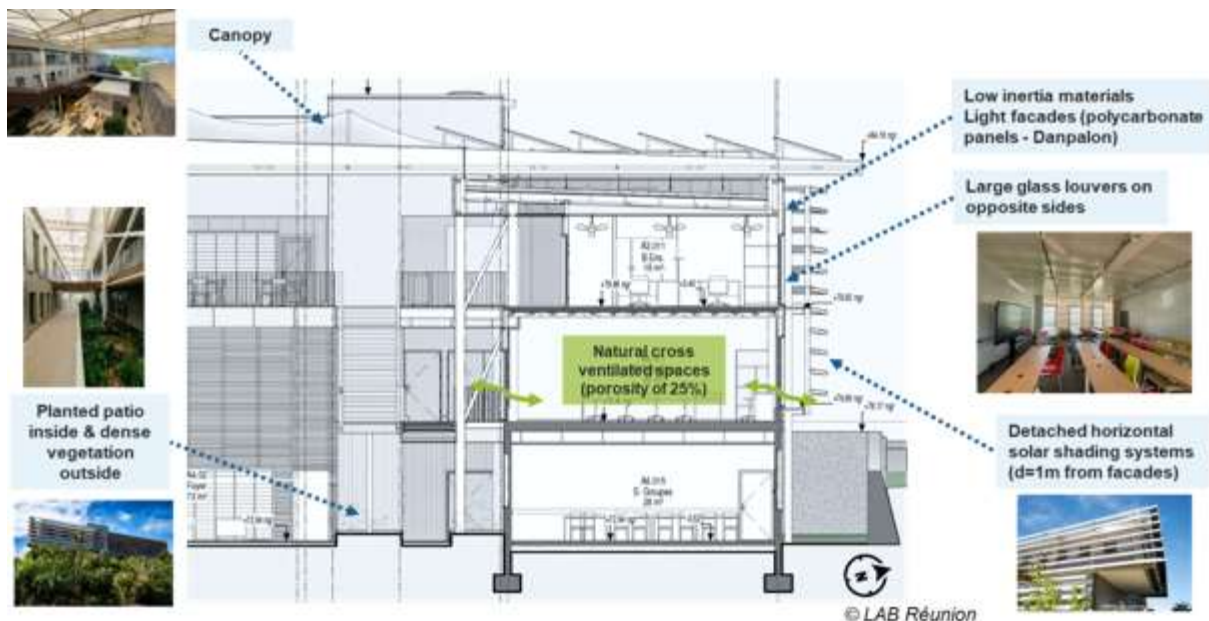 Canopy
Low inertia materials
Light facades (polycarbonate
panels - Danpalon)
Large glass louvers on
opposite sides
Natural cross
ventilated spaces
(porosity of 25%)
Planted patio
inside & dense
vegetation
outside
Detached horizontal
solar shading systems
(d=1m from facades)
Z
© LAB Réunion